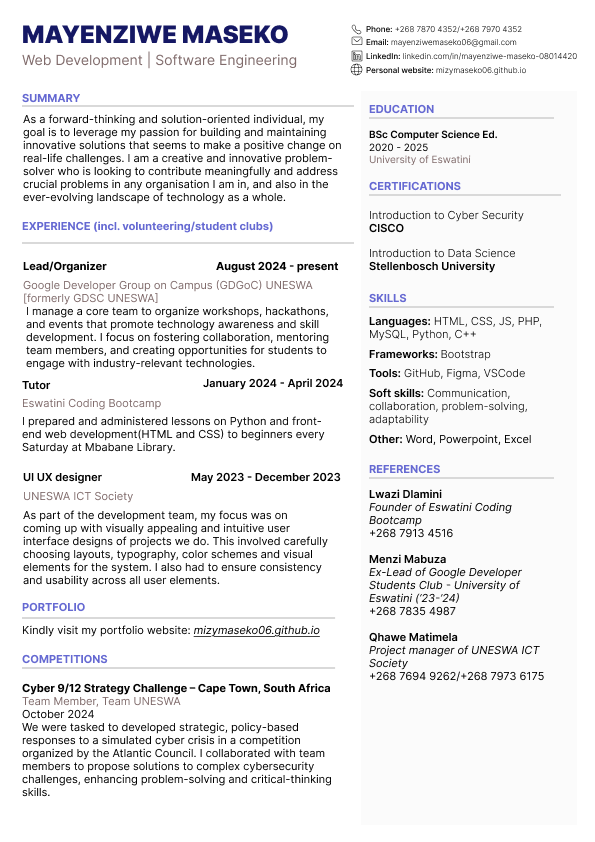 MAYENZIWE MASEKO
Web Development | Software Engineering
Phone: +268 7870 4352/+268 7970 4352
Email: mayenziwemaseko06@gmail.com
LinkedIn: linkedin.com/in/mayenziwe-maseko-08014420
Personal website: mizymaseko06.github.io
SUMMARY
As a forward-thinking and solution-oriented individual, my
goal is to leverage my passion for building and maintaining
innovative solutions that seems to make a positive change on
real-life challenges. I am a creative and innovative problem-
solver who is looking to contribute meaningfully and address
crucial problems in any organisation I am in, and also in the
ever-evolving landscape of technology as a whole.
EXPERIENCE (incl. volunteering/student clubs)
Lead/Organizer August 2024 - present
Google Developer Group on Campus (GDGoC) UNESWA
[formerly GDSC UNESWA]
I manage a core team to organize workshops, hackathons,
and events that promote technology awareness and skill
development. I focus on fostering collaboration, mentoring
team members, and creating opportunities for students to
engage with industry-relevant technologies.
Tutor January 2024 - April 2024
Eswatini Coding Bootcamp
I prepared and administered lessons on Python and front-
end web development(HTML and CSS) to beginners every
Saturday at Mbabane Library.
UI UX designer May 2023 - December 2023
UNESWA ICT Society
As part of the development team, my focus was on
coming up with visually appealing and intuitive user
interface designs of projects we do. This involved carefully
choosing layouts, typography, color schemes and visual
elements for the system. I also had to ensure consistency
and usability across all user elements.
PORTFOLIO
Kindly visit my portfolio website: mizymaseko06.github.io
COMPETITIONS
Cyber 9/12 Strategy Challenge – Cape Town, South Africa
Team Member, Team UNESWA
October 2024
We were tasked to developed strategic, policy-based
responses to a simulated cyber crisis in a competition
organized by the Atlantic Council. I collaborated with team
members to propose solutions to complex cybersecurity
challenges, enhancing problem-solving and critical-thinking
skills.
EDUCATION
BSc Computer Science Ed.
2020 - 2025
University of Eswatini
CERTIFICATIONS
Introduction to Cyber Security
CISCO
Introduction to Data Science
Stellenbosch University
SKILLS
Languages: HTML, CSS, JS, PHP,
MySQL, Python, C++
Frameworks: Bootstrap
Tools: GitHub, Figma, VSCode
Soft skills: Communication,
collaboration, problem-solving,
adaptability
Other: Word, Powerpoint, Excel
REFERENCES
Lwazi Dlamini
Founder of Eswatini Coding
Bootcamp
+268 7913 4516
Menzi Mabuza
Ex-Lead of Google Developer
Students Club - University of
Eswatini ('23-'24)
+268 7835 4987
Qhawe Matimela
Project manager of UNESWA ICT
Society
+268 7694 9262/+268 7973 6175